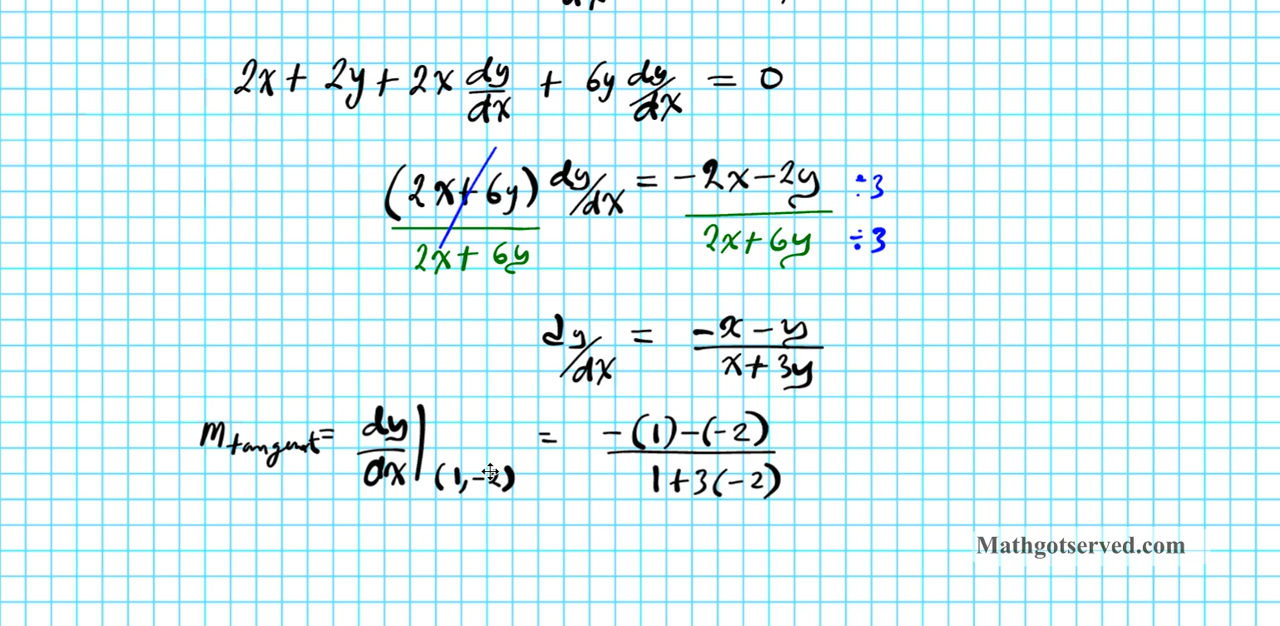 2x + 2y + 2x dy/dx + 6y dy/dx = 0
(2x + 6y) dy/dx = -2x - 2y ÷3
2x + 6y 2x + 6y ÷3
dy/dx = -x - y / x + 3y
m tangent = dy/dx | (1, -2) = -(1) - (-2) / 1 + 3(-2)
Mathgotserved.com